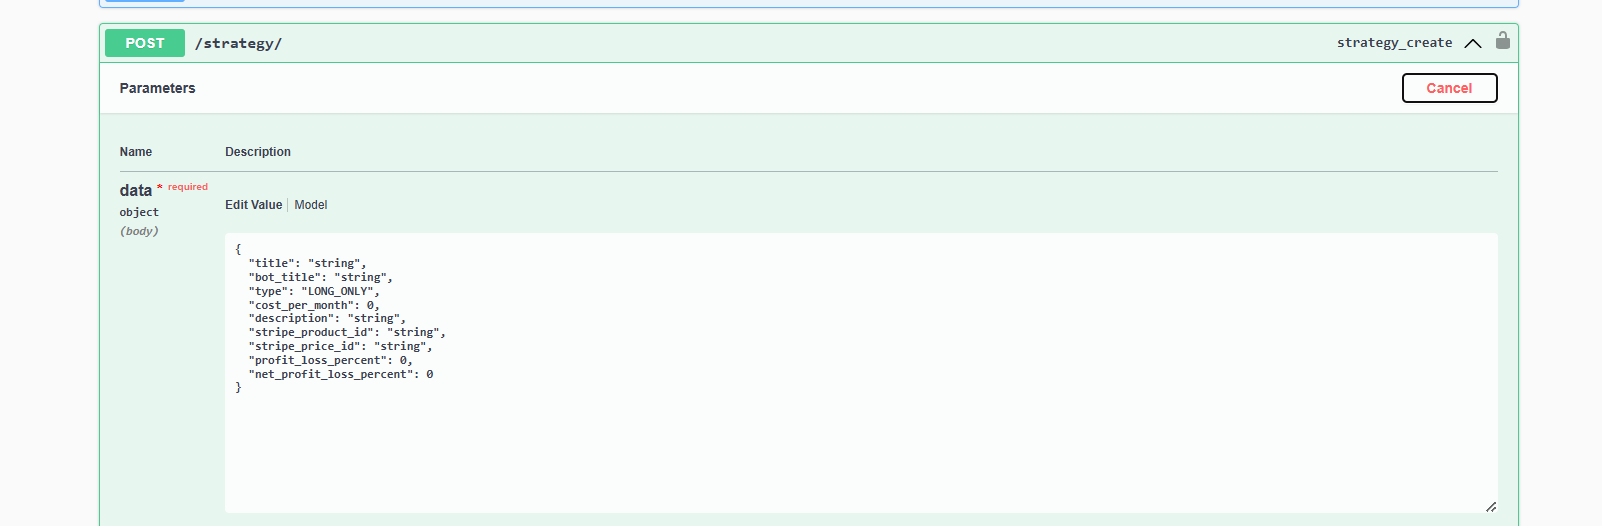 POST /strategy/ strategy_create
Parameters Cancel
Name Description
data * required
object
(body)
Edit Value | Model
{
  "title": "string",
  "bot_title": "string",
  "type": "LONG_ONLY",
  "cost_per_month": 0,
  "description": "string",
  "stripe_product_id": "string",
  "stripe_price_id": "string",
  "profit_loss_percent": 0,
  "net_profit_loss_percent": 0
}